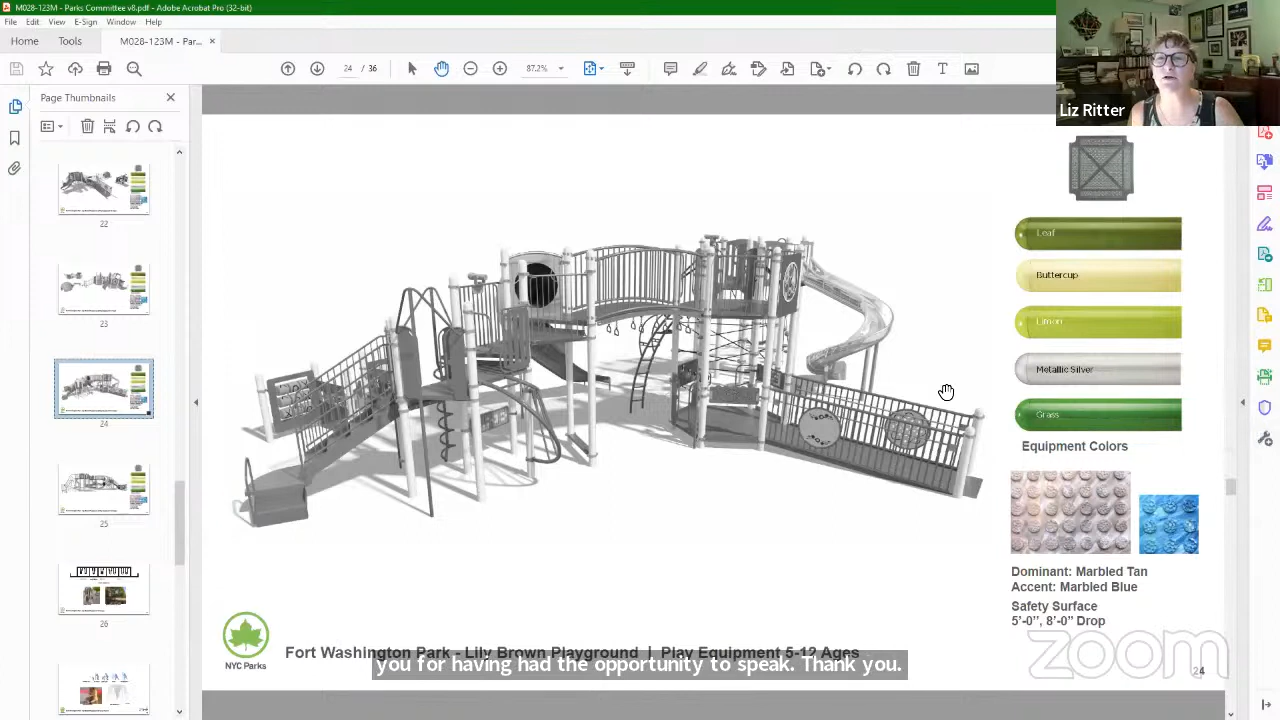 M028-123M - Parks Committee v8.pdf - Adobe Acrobat Pro (32-bit)
File Edit View E-Sign Window Help
Home Tools M028-123M - Par... ×
24 / 36 87.2%
Page Thumbnails
22
23
24
25
26
Liz Ritter
Leaf
Buttercup
Limon
Metallic Silver
Grass
Equipment Colors
Dominant: Marbled Tan
Accent: Marbled Blue
Safety Surface
5'-0", 8'-0" Drop
NYC Parks
Fort Washington Park - Lily Brown Playground | Play Equipment 5-12 Ages
you for having had the opportunity to speak. Thank you.
zoom
24